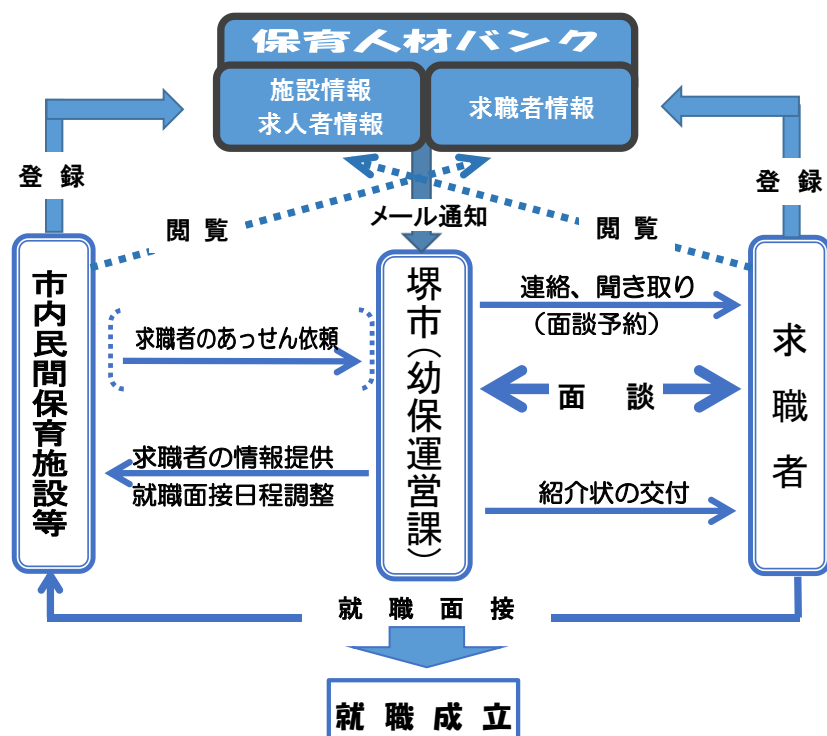 保育人材バンク
施設情報
求人者情報
求職者情報
登録
登録
メール通知
閲覧
閲覧
市内民間保育施設等
堺市(幼保運営課)
求職者
求職者のあっせん依頼
連絡、聞き取り
(面談予約)
面談
求職者の情報提供
就職面接日程調整
紹介状の交付
就職面接
就職成立